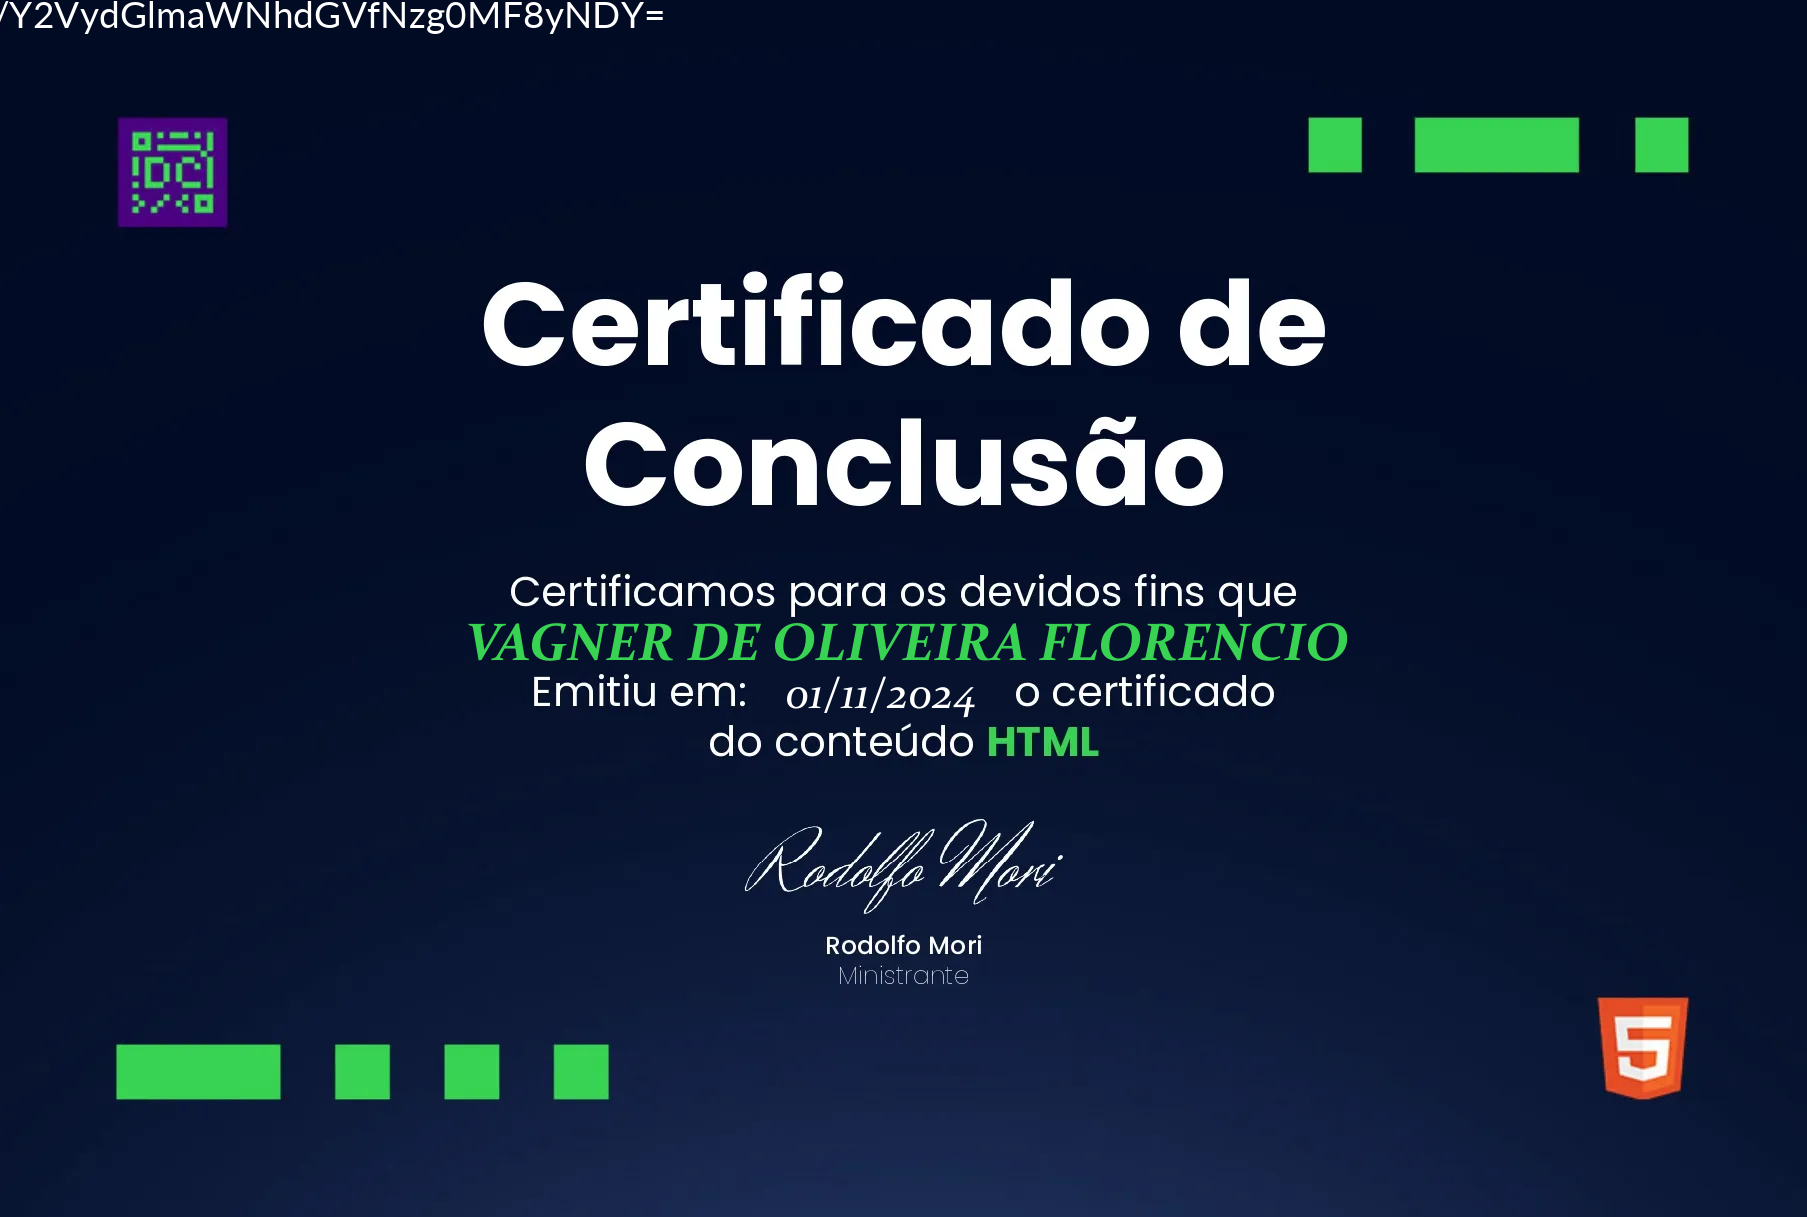 /Y2VydGlmaWNhdGVfNzg0MF8yNDY=
DC
Certificado de
Conclusão
Certificamos para os devidos fins que
VAGNER DE OLIVEIRA FLORENCIO
Emitiu em: 01/11/2024 o certificado
do conteúdo HTML
Rodolfo Mori
Rodolfo Mori
Ministrante
5